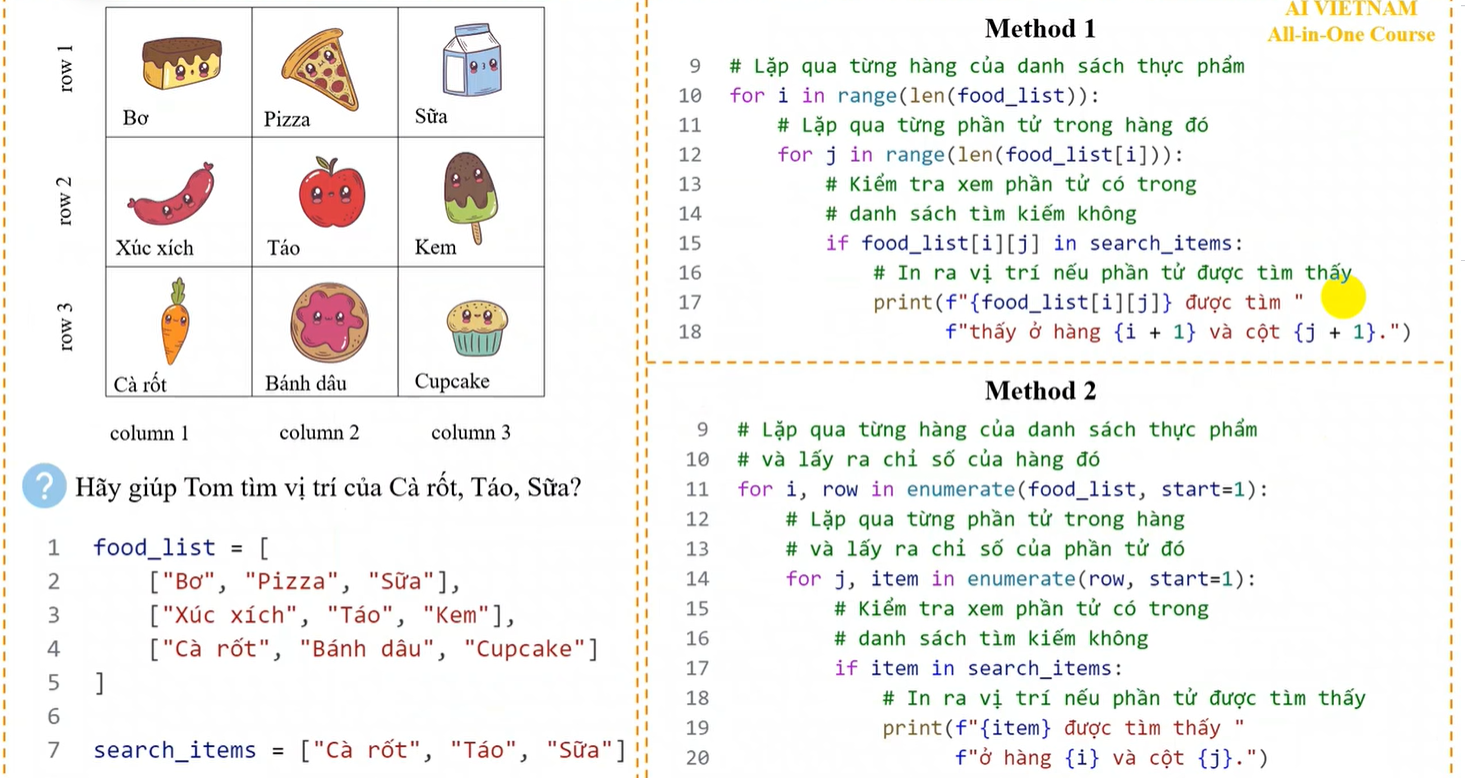 row 1
Bơ
Pizza
Sữa
row 2
Xúc xích
Táo
Kem
row 3
Cà rốt
Bánh dâu
Cupcake
column 1
column 2
column 3
? Hãy giúp Tom tìm vị trí của Cà rốt, Táo, Sữa?
1 food_list = [
2     ["Bơ", "Pizza", "Sữa"],
3     ["Xúc xích", "Táo", "Kem"],
4     ["Cà rốt", "Bánh dâu", "Cupcake"]
5 ]
6
7 search_items = ["Cà rốt", "Táo", "Sữa"]
AI VIETNAM
All-in-One Course
Method 1
9 # Lặp qua từng hàng của danh sách thực phẩm
10 for i in range(len(food_list)):
11     # Lặp qua từng phần tử trong hàng đó
12     for j in range(len(food_list[i])):
13         # Kiểm tra xem phần tử có trong
14         # danh sách tìm kiếm không
15         if food_list[i][j] in search_items:
16             # In ra vị trí nếu phần tử được tìm thấy
17             print(f"{food_list[i][j]} được tìm "
18                   f"thấy ở hàng {i + 1} và cột {j + 1}.")
Method 2
9 # Lặp qua từng hàng của danh sách thực phẩm
10 # và lấy ra chỉ số của hàng đó
11 for i, row in enumerate(food_list, start=1):
12     # Lặp qua từng phần tử trong hàng
13     # và lấy ra chỉ số của phần tử đó
14     for j, item in enumerate(row, start=1):
15         # Kiểm tra xem phần tử có trong
16         # danh sách tìm kiếm không
17         if item in search_items:
18             # In ra vị trí nếu phần tử được tìm thấy
19             print(f"{item} được tìm thấy "
20                   f"ở hàng {i} và cột {j}.")